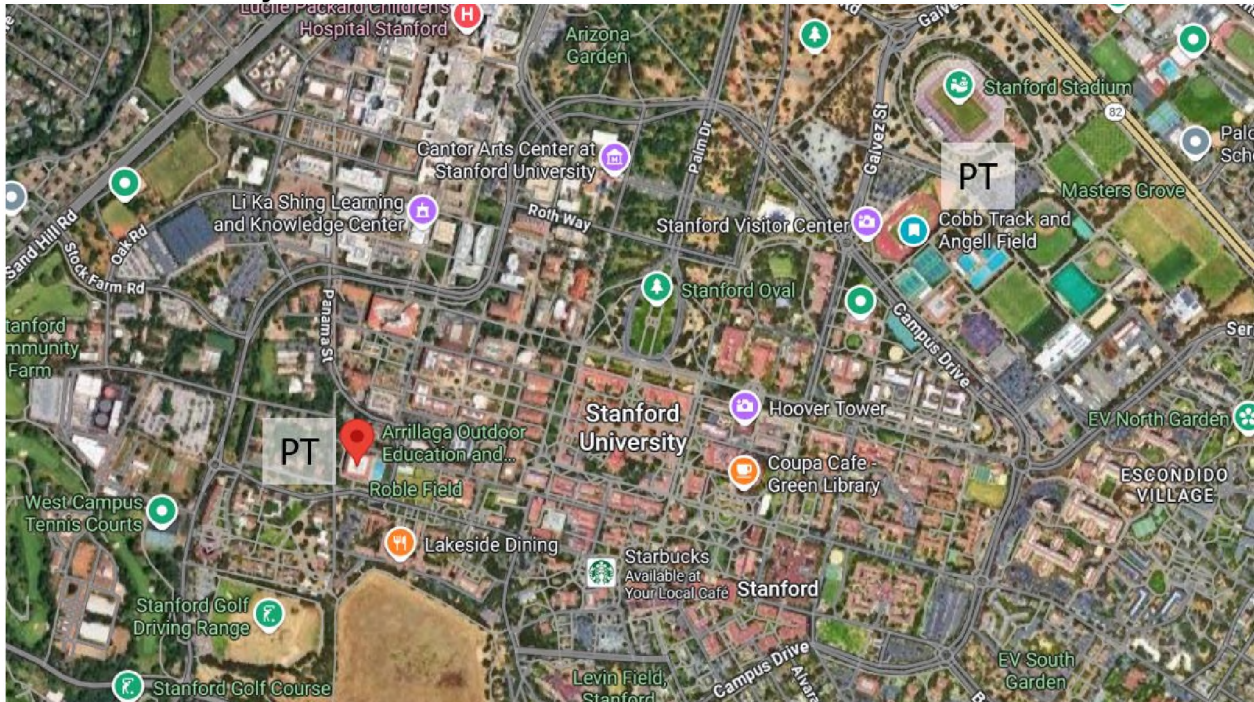 Lucile Packard Children's
Hospital Stanford
H
Arizona
Garden
Galvez
Stanford Stadium
82
Palm Dr
Galvez St
Cantor Arts Center at
Stanford University
PT
Masters Grove
Li Ka Shing Learning
and Knowledge Center
Roth Way
Stanford Visitor Center
Cobb Track and
Angell Field
Sand Hill Rd
Oak Rd
Stock Farm Rd
Panama St
Stanford Oval
Campus Drive
Farm
Stanford
University
Hoover Tower
EV North Garden
PT
Arrillaga Outdoor
Education and...
Roble Field
Coupa Cafe -
Green Library
ESCONDIDO
VILLAGE
West Campus
Tennis Courts
Lakeside Dining
Starbucks
Available at
Your Local Café
Stanford
Stanford Golf
Driving Range
Campus Drive
EV South
Garden
Stanford Golf Course
Levin Field,
Stanford